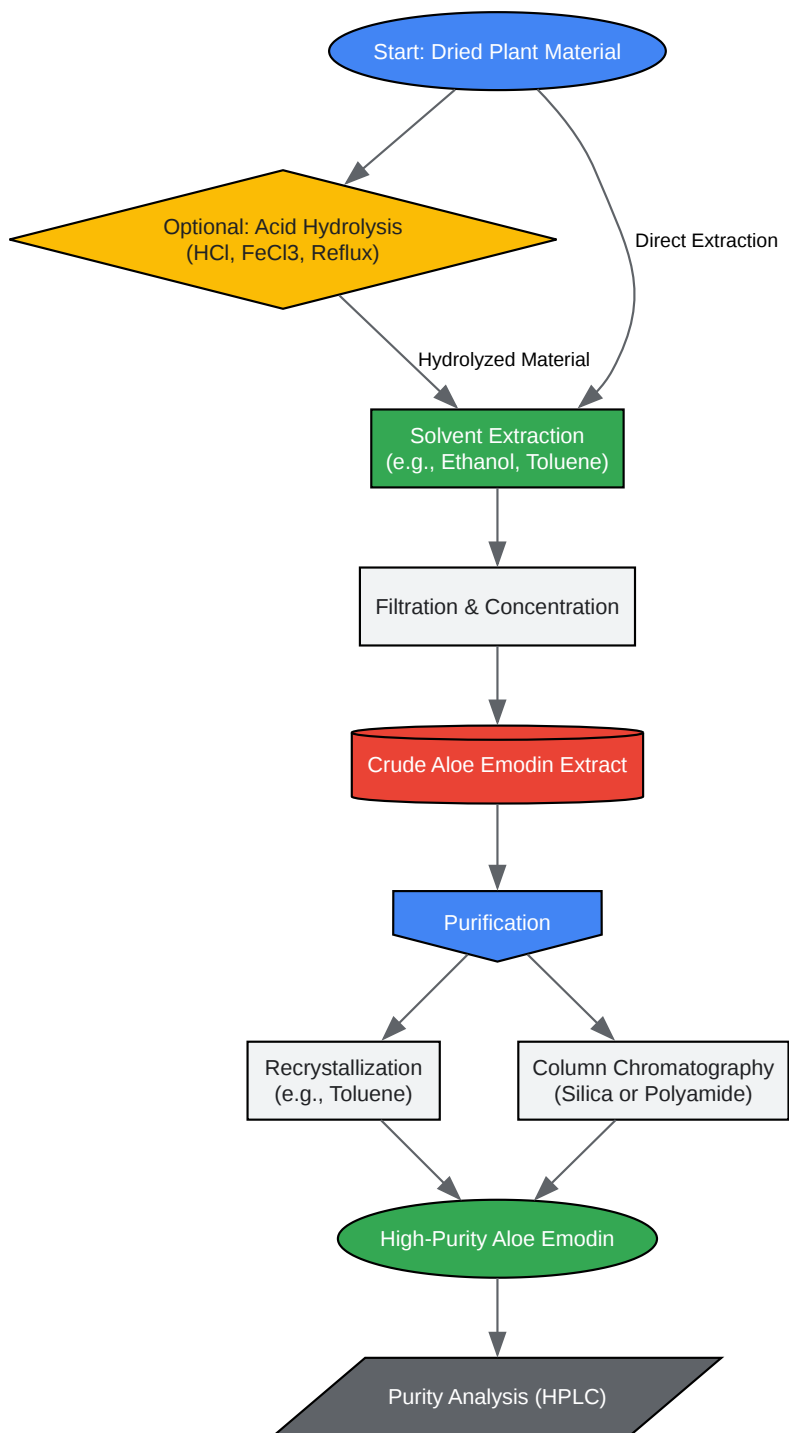 Start: Dried Plant Material
Optional: Acid Hydrolysis
(HCl, FeCl3, Reflux)
Direct Extraction
Hydrolyzed Material
Solvent Extraction
(e.g., Ethanol, Toluene)
Filtration & Concentration
Crude Aloe Emodin Extract
Purification
Recrystallization
(e.g., Toluene)
Column Chromatography
(Silica or Polyamide)
High-Purity Aloe Emodin
Purity Analysis (HPLC)